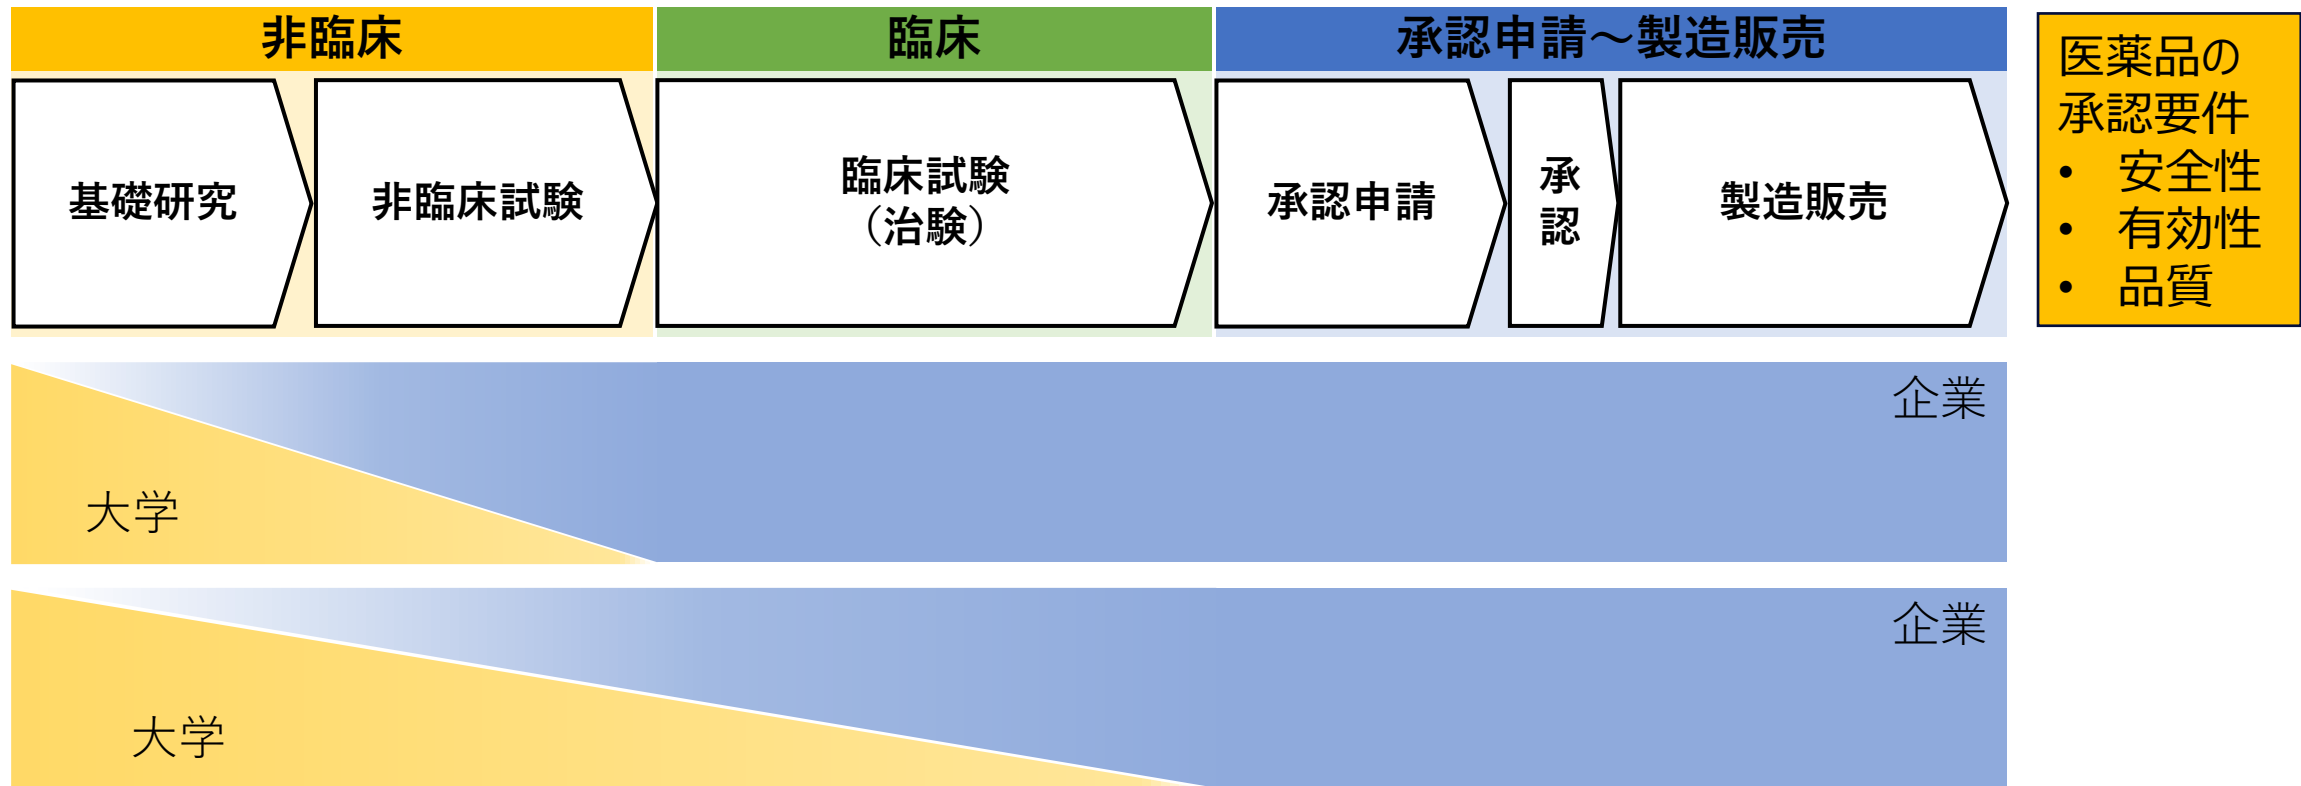 非臨床
臨床
承認申請～製造販売
基礎研究
非臨床試験
臨床試験
（治験）
承認申請
承
認
製造販売
医薬品の
承認要件
• 安全性
• 有効性
• 品質
企業
大学
企業
大学